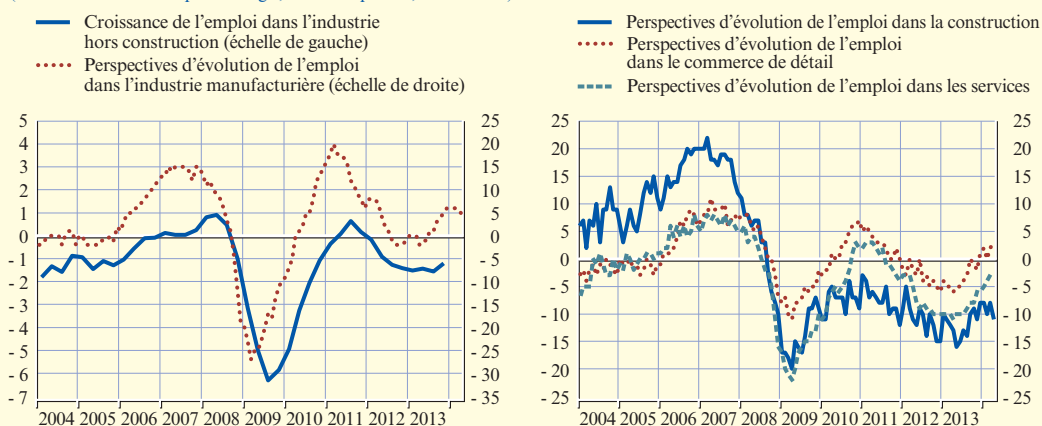 Croissance de l'emploi dans l'industrie
hors construction (échelle de gauche)
Perspectives d'évolution de l'emploi
dans l'industrie manufacturière (échelle de droite)
5 25
4 20
3 15
2 10
1 5
0 0
- 1 - 5
- 2 - 10
- 3 - 15
- 4 - 20
- 5 - 25
- 6 - 30
- 7 - 35
2004 2005 2006 2007 2008 2009 2010 2011 2012 2013
Perspectives d'évolution de l'emploi dans la construction
Perspectives d'évolution de l'emploi
dans le commerce de détail
Perspectives d'évolution de l'emploi dans les services
25 25
20 20
15 15
10 10
5 5
0 0
- 5 - 5
- 10 - 10
- 15 - 15
- 20 - 20
- 25 - 25
2004 2005 2006 2007 2008 2009 2010 2011 2012 2013